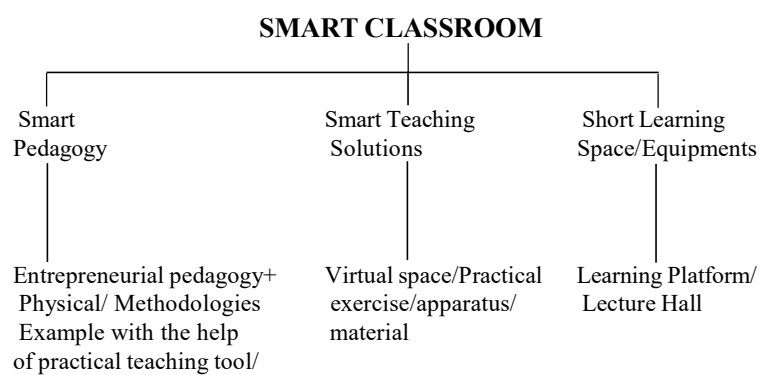 SMART CLASSROOM
Smart
Pedagogy
Smart Teaching
Solutions
Short Learning
Space/Equipments
Entrepreneurial pedagogy+
Physical/ Methodologies
Example with the help
of practical teaching tool/
Virtual space/Practical
exercise/apparatus/
material
Learning Platform/
Lecture Hall